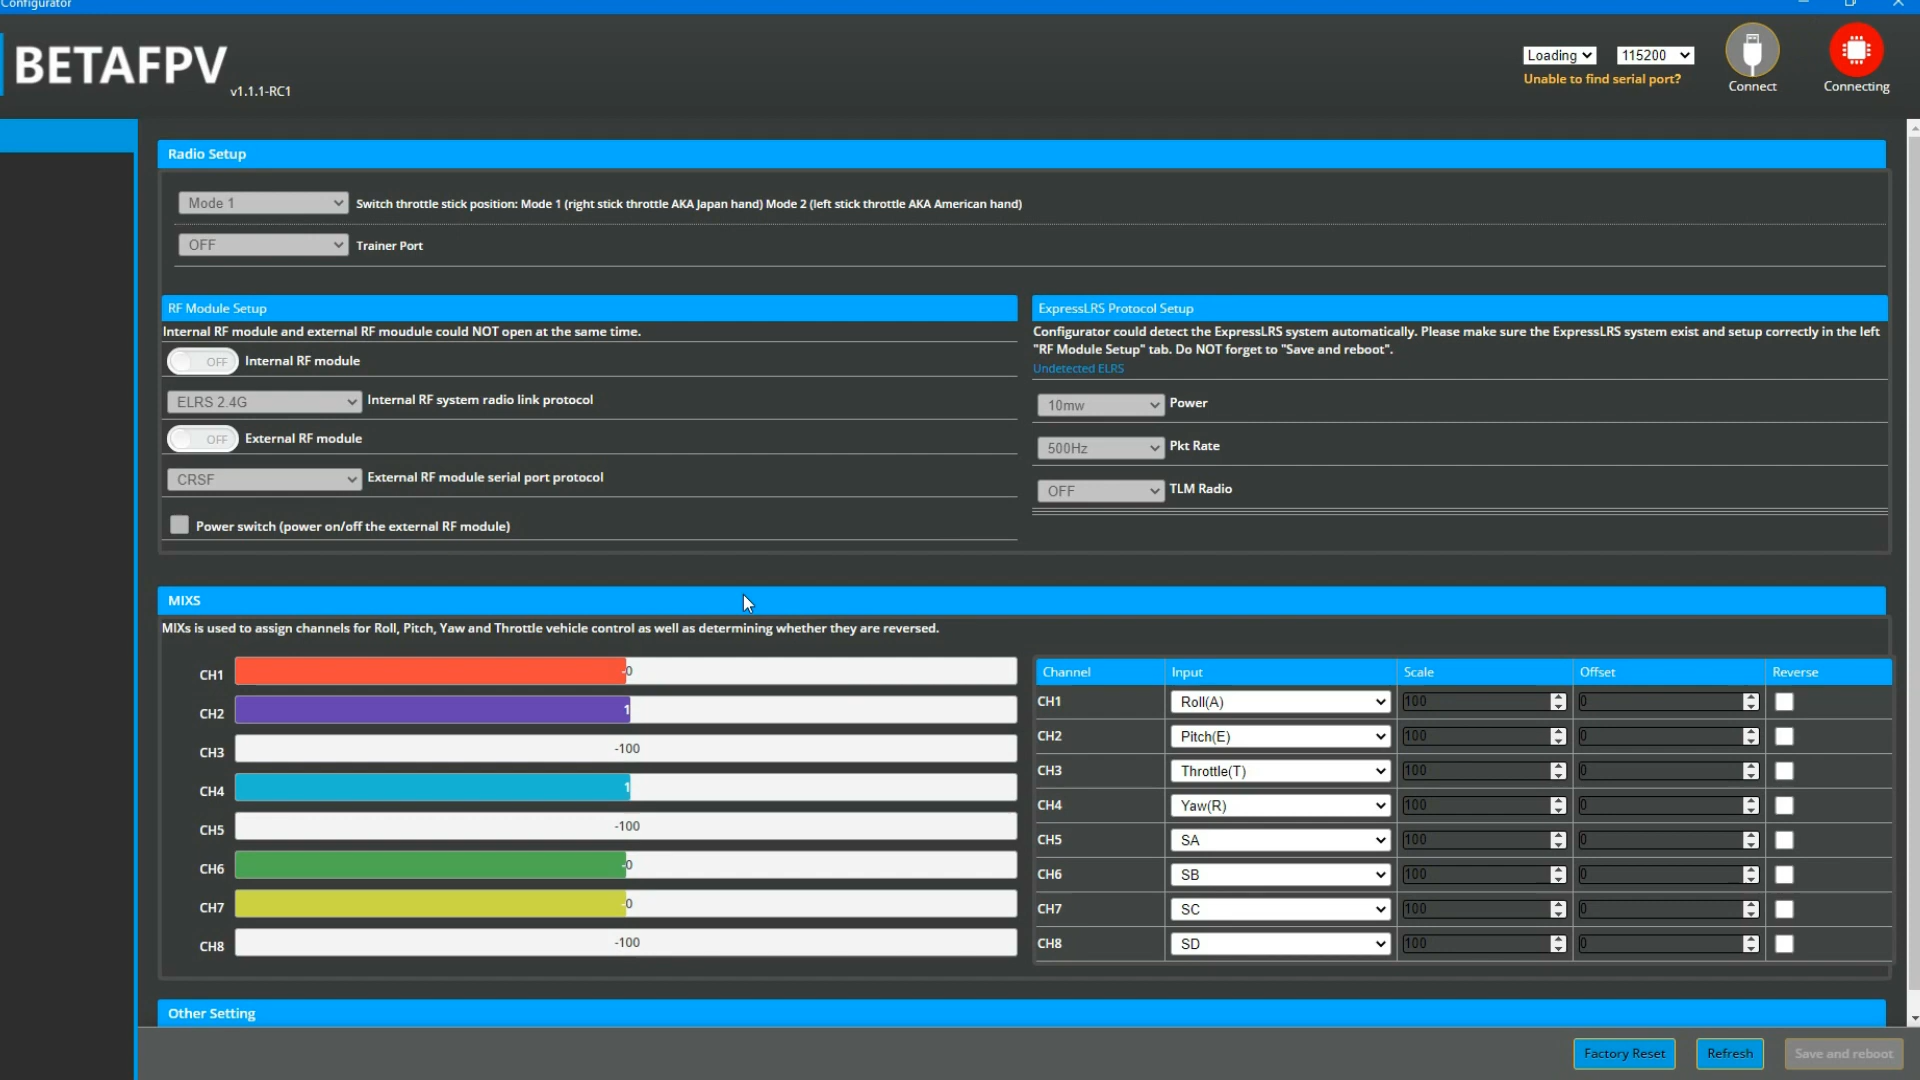 Configurator
BETAFPV
v1.1.1-RC1
Loading
115200
Unable to find serial port?
Connect
Connecting
Radio Setup
Mode 1
Switch throttle stick position: Mode 1 (right stick throttle AKA Japan hand) Mode 2 (left stick throttle AKA American hand)
OFF
Trainer Port
RF Module Setup
Internal RF module and external RF moudule could NOT open at the same time.
OFF
Internal RF module
ELRS 2.4G
Internal RF system radio link protocol
OFF
External RF module
CRSF
External RF module serial port protocol
Power switch (power on/off the external RF module)
ExpressLRS Protocol Setup
Configurator could detect the ExpressLRS system automatically. Please make sure the ExpressLRS system exist and setup correctly in the left
"RF Module Setup" tab. Do NOT forget to "Save and reboot".
Undetected ELRS
10mw
Power
500Hz
Pkt Rate
OFF
TLM Radio
MIXS
MIXs is used to assign channels for Roll, Pitch, Yaw and Throttle vehicle control as well as determining whether they are reversed.
CH1 -0
CH2 1
CH3 -100
CH4 1
CH5 -100
CH6 -0
CH7 -0
CH8 -100
Channel Input Scale Offset Reverse
CH1 Roll(A) 100 0
CH2 Pitch(E) 100 0
CH3 Throttle(T) 100 0
CH4 Yaw(R) 100 0
CH5 SA 100 0
CH6 SB 100 0
CH7 SC 100 0
CH8 SD 100 0
Other Setting
Factory Reset
Refresh
Save and reboot